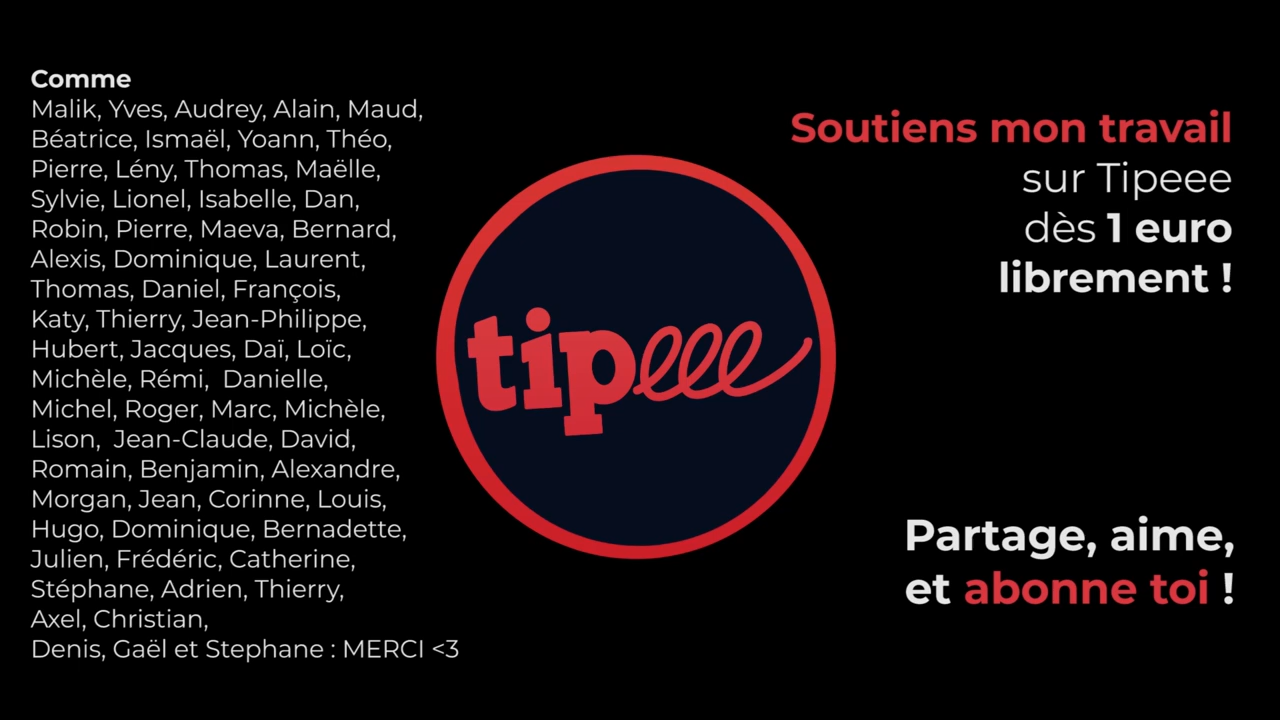 Comme
Malik, Yves, Audrey, Alain, Maud,
Béatrice, Ismaël, Yoann, Théo,
Pierre, Lény, Thomas, Maëlle,
Sylvie, Lionel, Isabelle, Dan,
Robin, Pierre, Maeva, Bernard,
Alexis, Dominique, Laurent,
Thomas, Daniel, François,
Katy, Thierry, Jean-Philippe,
Hubert, Jacques, Daï, Loïc,
Michèle, Rémi,  Danielle,
Michel, Roger, Marc, Michèle,
Lison,  Jean-Claude, David,
Romain, Benjamin, Alexandre,
Morgan, Jean, Corinne, Louis,
Hugo, Dominique, Bernadette,
Julien, Frédéric, Catherine,
Stéphane, Adrien, Thierry,
Axel, Christian,
Denis, Gaël et Stephane : MERCI <3
tipeee
Soutiens mon travail
sur Tipeee
dès 1 euro
librement !
Partage, aime,
et abonne toi !